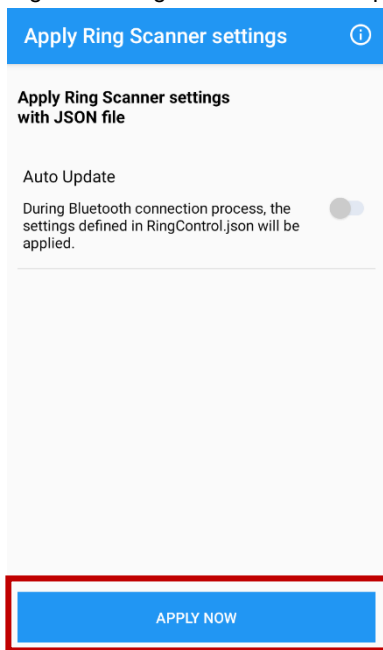 Apply Ring Scanner settings
Apply Ring Scanner settings
with JSON file
Auto Update
During Bluetooth connection process, the
settings defined in RingControl.json will be
applied.
APPLY NOW